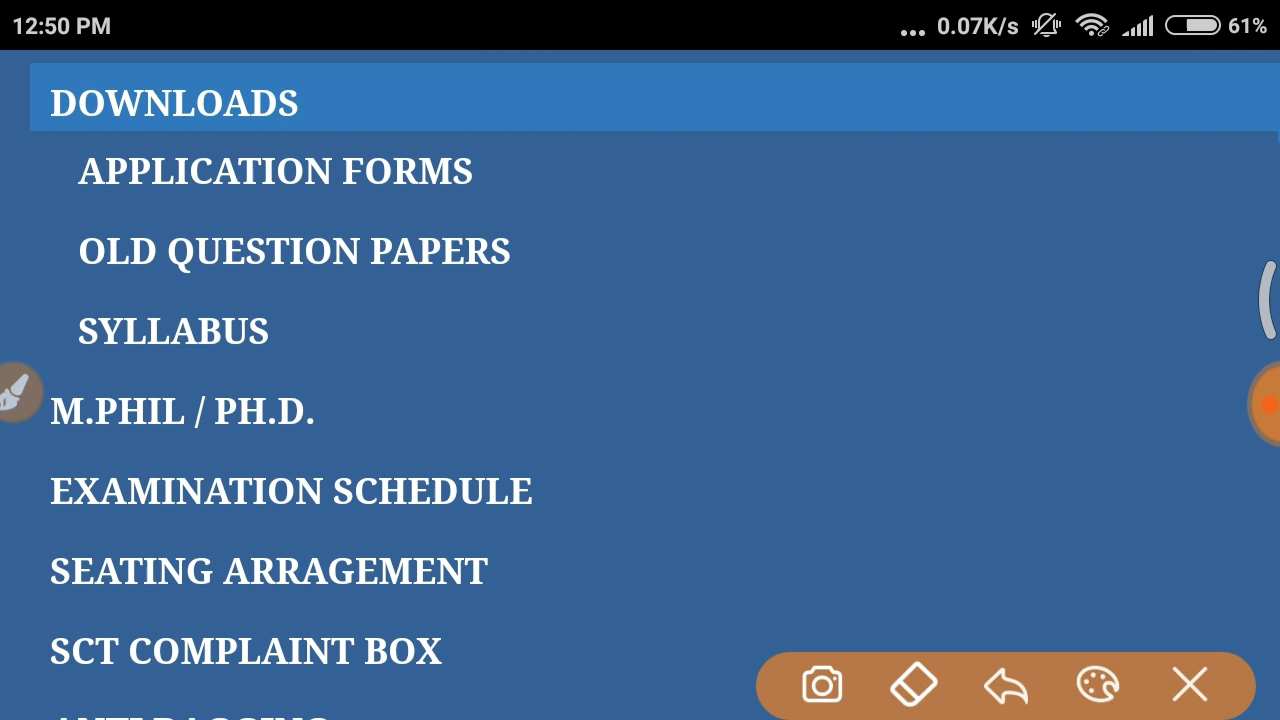 12:50 PM
... 0.07K/s 61%
DOWNLOADS
APPLICATION FORMS
OLD QUESTION PAPERS
SYLLABUS
M.PHIL / PH.D.
EXAMINATION SCHEDULE
SEATING ARRAGEMENT
SCT COMPLAINT BOX